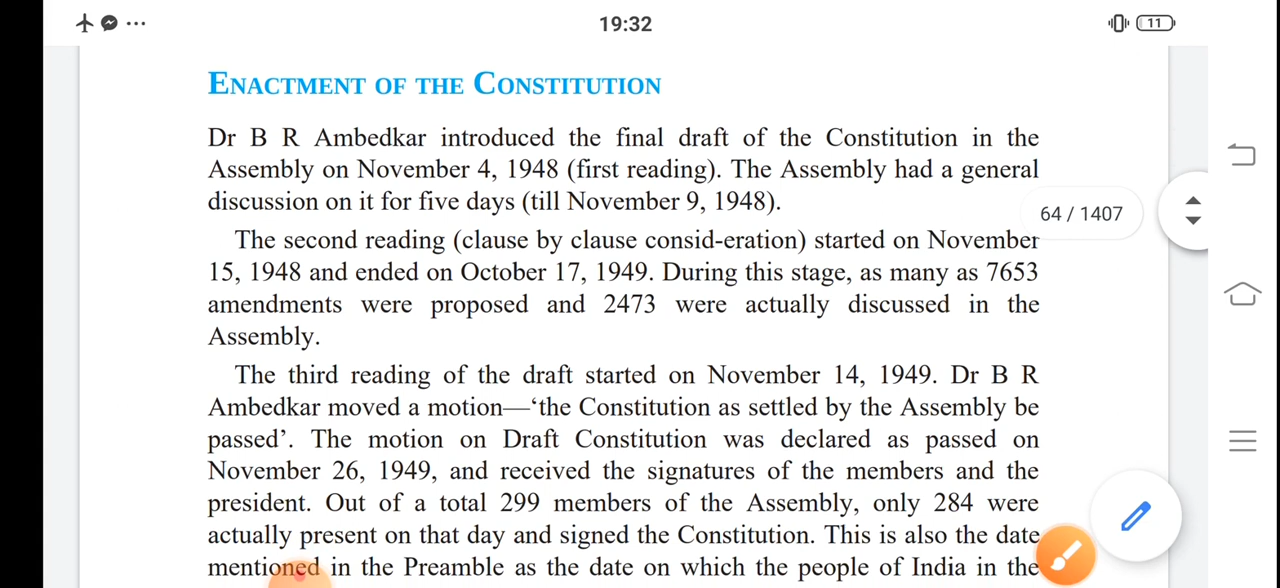 19:32
11
ENACTMENT OF THE CONSTITUTION
Dr B R Ambedkar introduced the final draft of the Constitution in the
Assembly on November 4, 1948 (first reading). The Assembly had a general
discussion on it for five days (till November 9, 1948).
64 / 1407
The second reading (clause by clause consid-eration) started on November
15, 1948 and ended on October 17, 1949. During this stage, as many as 7653
amendments were proposed and 2473 were actually discussed in the
Assembly.
The third reading of the draft started on November 14, 1949. Dr B R
Ambedkar moved a motion—‘the Constitution as settled by the Assembly be
passed’. The motion on Draft Constitution was declared as passed on
November 26, 1949, and received the signatures of the members and the
president. Out of a total 299 members of the Assembly, only 284 were
actually present on that day and signed the Constitution. This is also the date
mentioned in the Preamble as the date on which the people of India in the